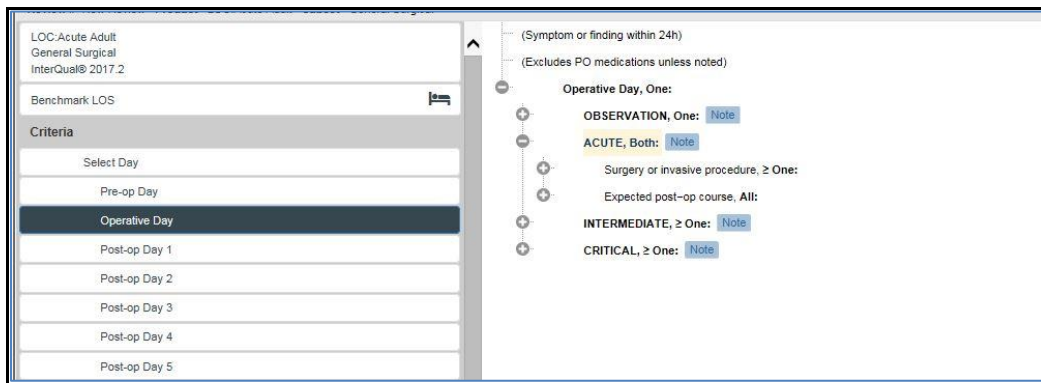 LOC:Acute Adult
General Surgical
InterQual® 2017.2
Benchmark LOS
Criteria
Select Day
Pre-op Day
Operative Day
Post-op Day 1
Post-op Day 2
Post-op Day 3
Post-op Day 4
Post-op Day 5
(Symptom or finding within 24h)
(Excludes PO medications unless noted)
Operative Day, One:
OBSERVATION, One: Note
ACUTE, Both: Note
Surgery or invasive procedure, ≥ One:
Expected post-op course, All:
INTERMEDIATE, ≥ One: Note
CRITICAL, ≥ One: Note